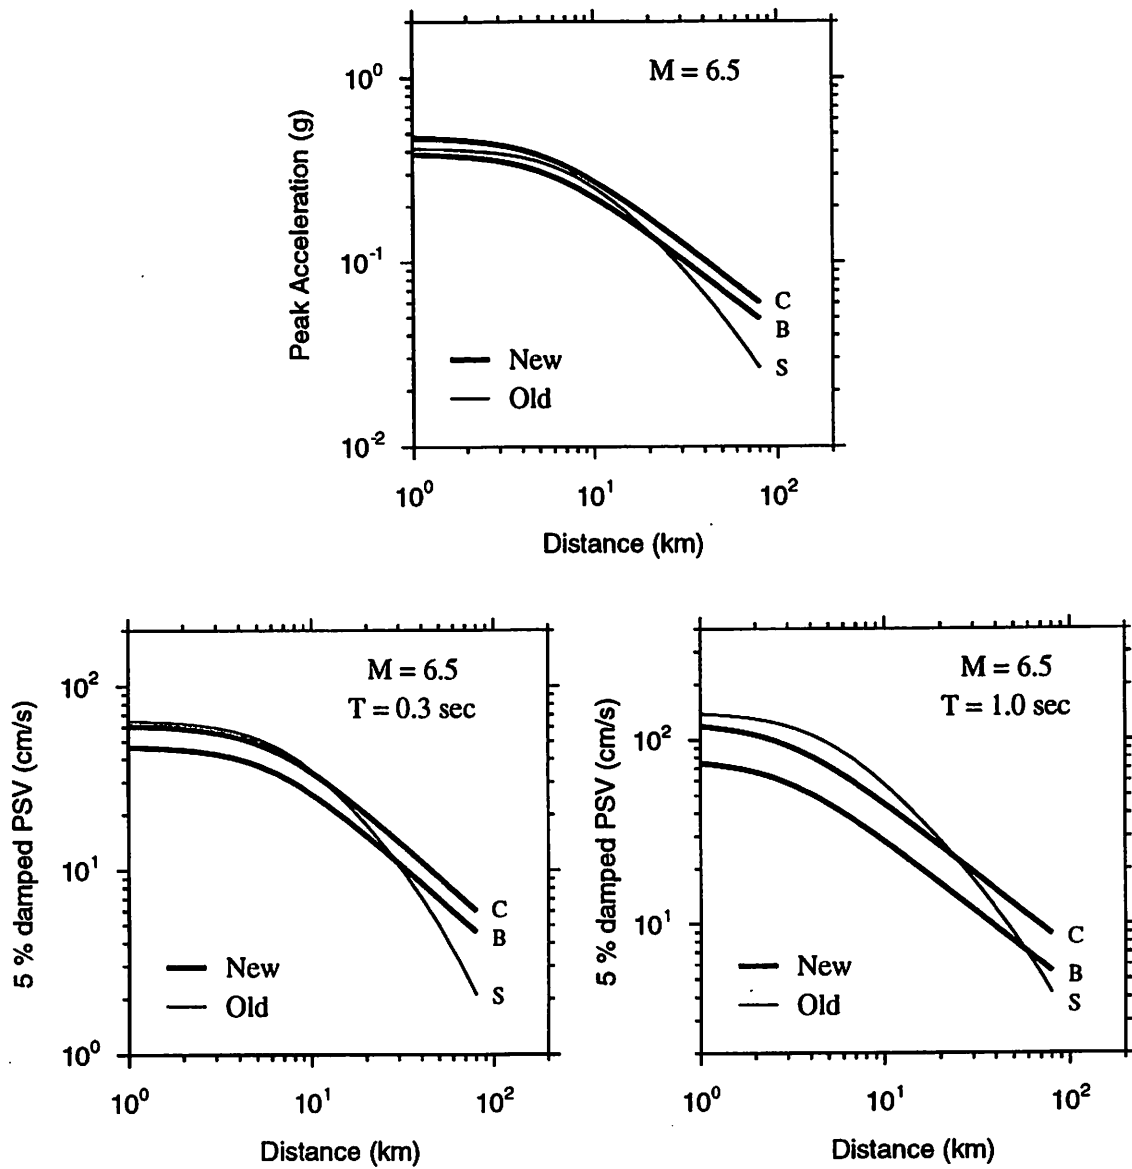 M = 6.5
Peak Acceleration (g)
10⁰
10⁻¹
10⁻²
C
B
S
New
Old
10⁰ 10¹ 10²
Distance (km)
M = 6.5
T = 0.3 sec
5 % damped PSV (cm/s)
10²
10¹
10⁰
C
B
S
New
Old
10⁰ 10¹ 10²
Distance (km)
M = 6.5
T = 1.0 sec
5 % damped PSV (cm/s)
10²
10¹
C
B
S
New
Old
10⁰ 10¹ 10²
Distance (km)